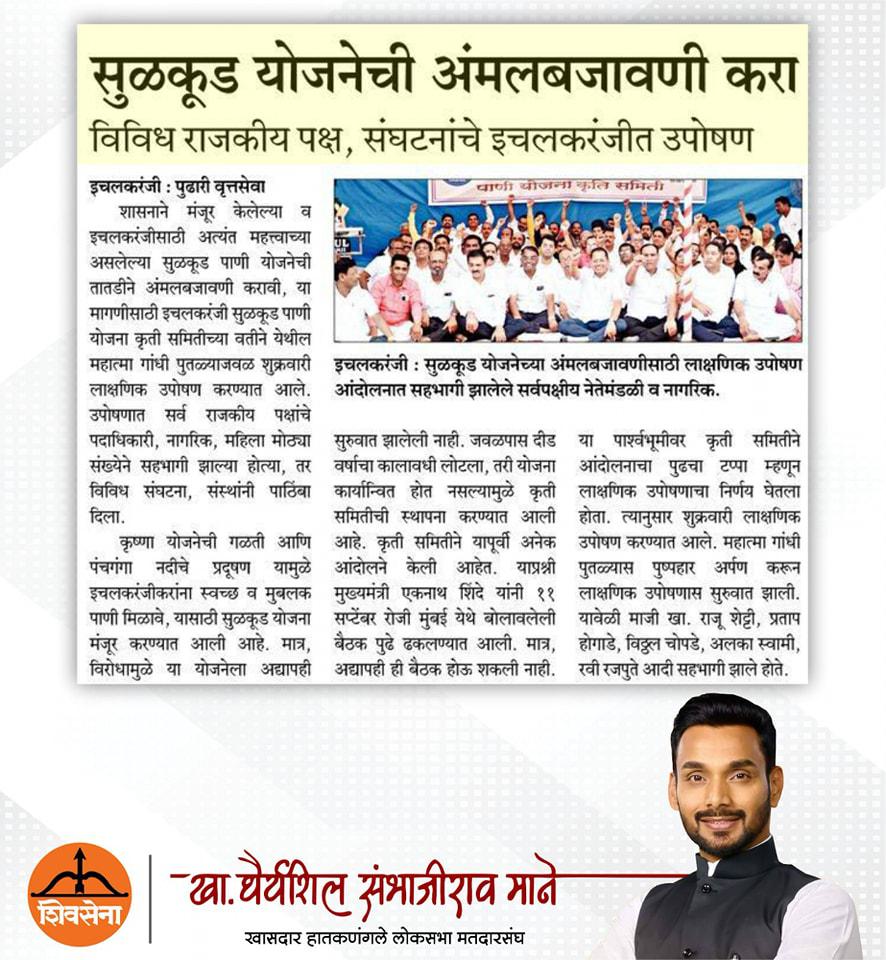 सुळकूड योजनेची अंमलबजावणी करा
विविध राजकीय पक्ष, संघटनांचे इचलकरंजीत उपोषण
इचलकरंजी : पुढारी वृत्तसेवा
शासनाने मंजूर केलेल्या व
इचलकरंजीसाठी अत्यंत महत्त्वाच्या
असलेल्या सुळकूड पाणी योजनेची
तातडीने अंमलबजावणी करावी, या
मागणीसाठी इचलकरंजी सुळकूड पाणी
योजना कृती समितीच्या वतीने येथील
महात्मा गांधी पुतळ्याजवळ शुक्रवारी
लाक्षणिक उपोषण करण्यात आले.
उपोषणात सर्व राजकीय पक्षांचे
पदाधिकारी, नागरिक, महिला मोठ्या
संख्येने सहभागी झाल्या होत्या, तर
विविध संघटना, संस्थांनी पाठिंबा
दिला.
कृष्णा योजनेची गळती आणि
पंचगंगा नदीचे प्रदूषण यामुळे
इचलकरंजीकरांना स्वच्छ व मुबलक
पाणी मिळावे, यासाठी सुळकूड योजना
मंजूर करण्यात आली आहे. मात्र,
विरोधामुळे या योजनेला अद्यापही
पाणी योजना कृति समिती
इचलकरंजी : सुळकूड योजनेच्या अंमलबजावणीसाठी लाक्षणिक उपोषण
आंदोलनात सहभागी झालेले सर्वपक्षीय नेतेमंडळी व नागरिक.
सुरुवात झालेली नाही. जवळपास दीड
वर्षाचा कालावधी लोटला, तरी योजना
कार्यान्वित होत नसल्यामुळे कृती
समितीची स्थापना करण्यात आली
आहे. कृती समितीने यापूर्वी अनेक
आंदोलने केली आहेत. याप्रश्नी
मुख्यमंत्री एकनाथ शिंदे यांनी ११
सप्टेंबर रोजी मुंबई येथे बोलावलेली
बैठक पुढे ढकलण्यात आली. मात्र,
अद्यापही ही बैठक होऊ शकली नाही.
या पार्श्वभूमीवर कृती समितीने
आंदोलनाचा पुढचा टप्पा म्हणून
लाक्षणिक उपोषणाचा निर्णय घेतला
होता. त्यानुसार शुक्रवारी लाक्षणिक
उपोषण करण्यात आले. महात्मा गांधी
पुतळ्यास पुष्पहार अर्पण करून
लाक्षणिक उपोषणास सुरुवात झाली.
यावेळी माजी खा. राजू शेट्टी, प्रताप
होगाडे, विठ्ठल चोपडे, अलका स्वामी,
रवी रजपुते आदी सहभागी झाले होते.
शिवसेना
खा. धैर्यशिल संभाजीराव माने
खासदार हातकणंगले लोकसभा मतदारसंघ